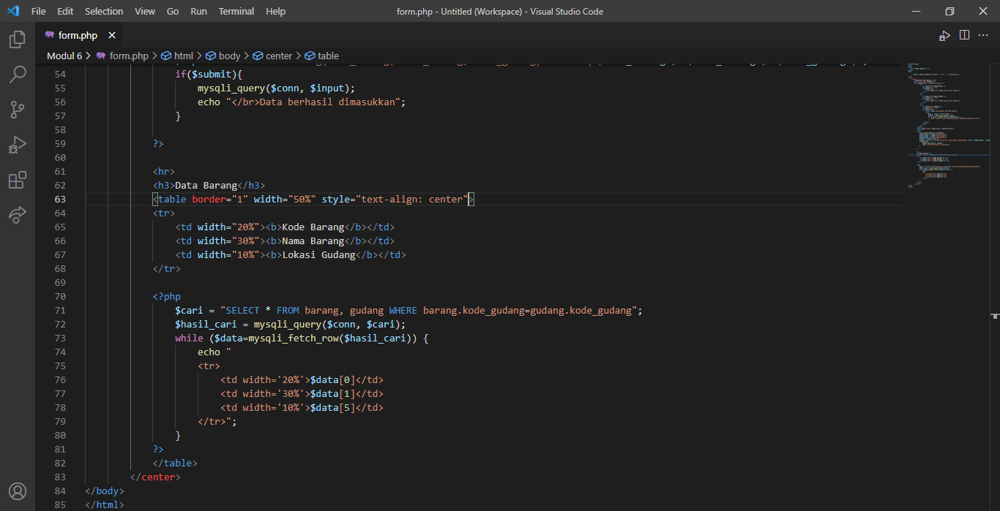 File Edit Selection View Go Run Terminal Help form.php - Untitled (Workspace) - Visual Studio Code
form.php
Modul 6 > form.php > html > body > center > table
54 if($submit){
55 mysqli_query($conn, $input);
56 echo "</br>Data berhasil dimasukkan";
57 }
58
59 ?>
60
61 <hr>
62 <h3>Data Barang</h3>
63 <table border="1" width="50%" style="text-align: center">
64 <tr>
65 <td width="20%"><b>Kode Barang</b></td>
66 <td width="30%"><b>Nama Barang</b></td>
67 <td width="10%"><b>Lokasi Gudang</b></td>
68 </tr>
69
70 <?php
71 $cari = "SELECT * FROM barang, gudang WHERE barang.kode_gudang=gudang.kode_gudang";
72 $hasil_cari = mysqli_query($conn, $cari);
73 while ($data=mysqli_fetch_row($hasil_cari)) {
74 echo "
75 <tr>
76 <td width='20%'>$data[0]</td>
77 <td width='30%'>$data[1]</td>
78 <td width='10%'>$data[5]</td>
79 </tr>";
80 }
81 ?>
82 </table>
83 </center>
84 </body>
85 </html>